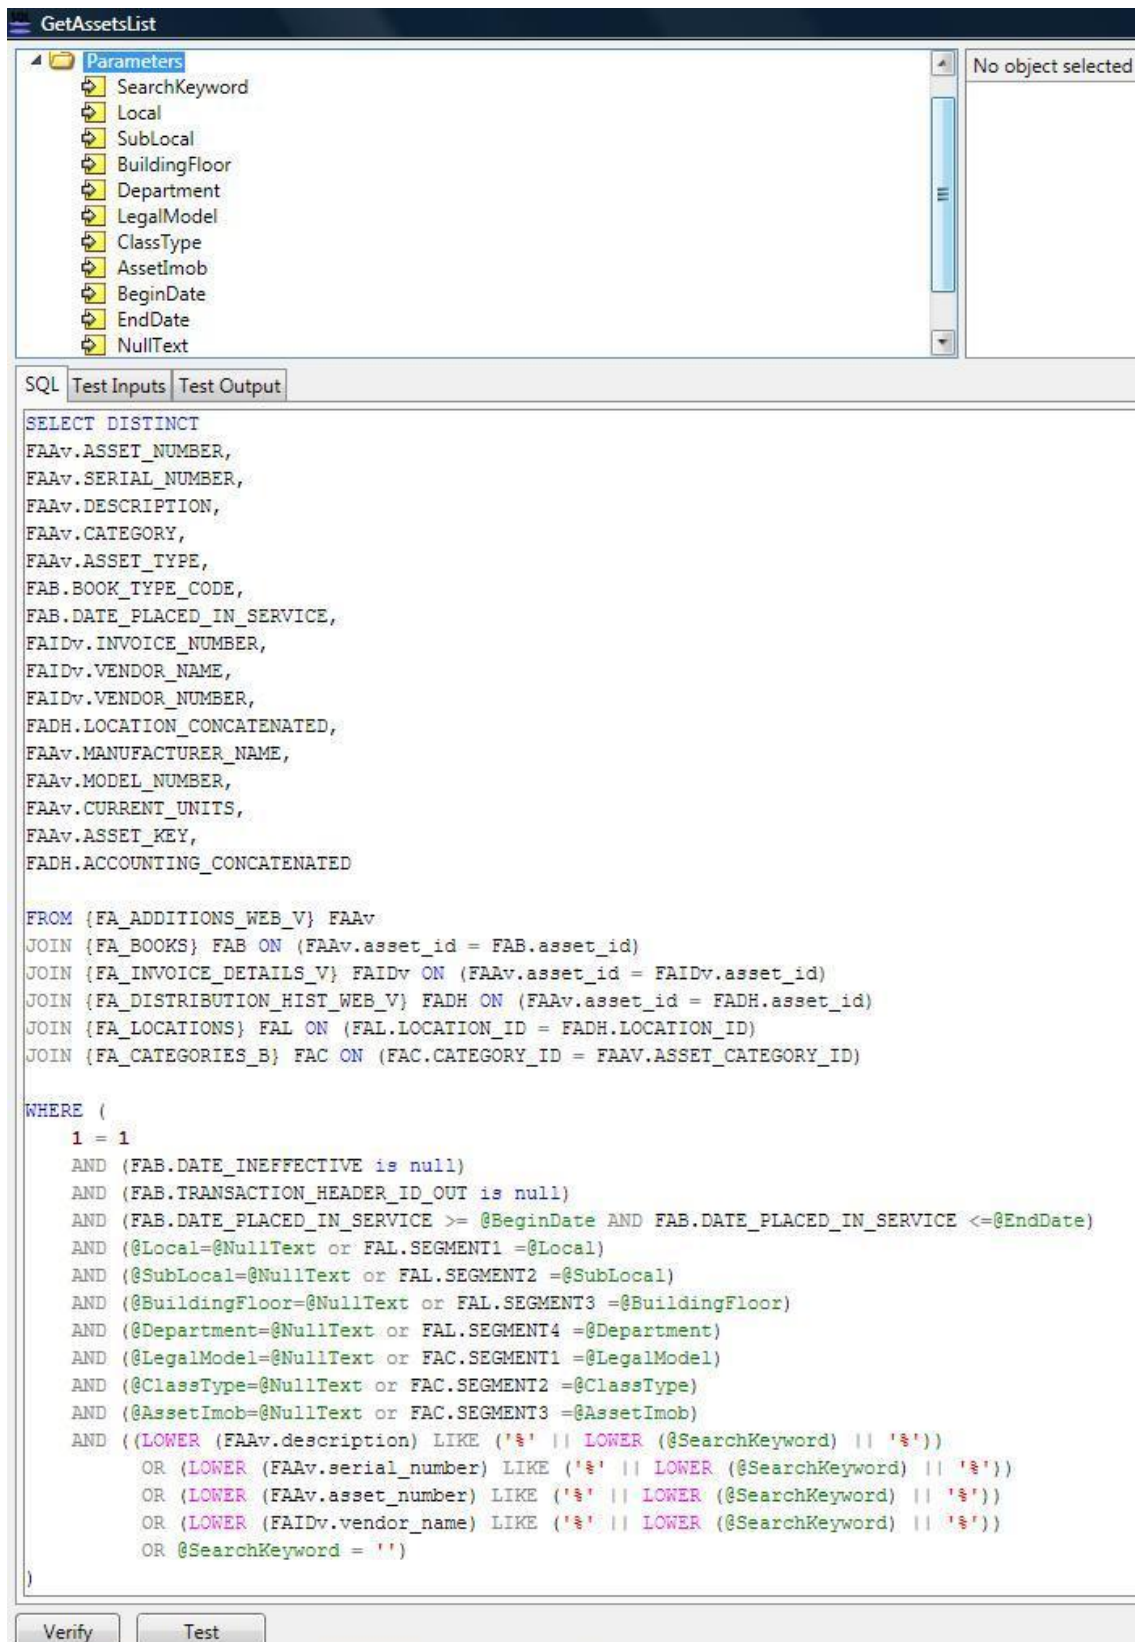 GetAssetsList
Parameters
No object selected
SearchKeyword
Local
SubLocal
BuildingFloor
Department
LegalModel
ClassType
AssetImob
BeginDate
EndDate
NullText
SQL Test Inputs Test Output
SELECT DISTINCT
FAAv.ASSET_NUMBER,
FAAv.SERIAL_NUMBER,
FAAv.DESCRIPTION,
FAAv.CATEGORY,
FAAv.ASSET_TYPE,
FAB.BOOK_TYPE_CODE,
FAB.DATE_PLACED_IN_SERVICE,
FAIDv.INVOICE_NUMBER,
FAIDv.VENDOR_NAME,
FAIDv.VENDOR_NUMBER,
FADH.LOCATION_CONCATENATED,
FAAv.MANUFACTURER_NAME,
FAAv.MODEL_NUMBER,
FAAv.CURRENT_UNITS,
FAAv.ASSET_KEY,
FADH.ACCOUNTING_CONCATENATED
FROM {FA_ADDITIONS_WEB_V} FAAv
JOIN {FA_BOOKS} FAB ON (FAAv.asset_id = FAB.asset_id)
JOIN {FA_INVOICE_DETAILS_V} FAIDv ON (FAAv.asset_id = FAIDv.asset_id)
JOIN {FA_DISTRIBUTION_HIST_WEB_V} FADH ON (FAAv.asset_id = FADH.asset_id)
JOIN {FA_LOCATIONS} FAL ON (FAL.LOCATION_ID = FADH.LOCATION_ID)
JOIN {FA_CATEGORIES_B} FAC ON (FAC.CATEGORY_ID = FAAV.ASSET_CATEGORY_ID)
WHERE (
1 = 1
AND (FAB.DATE_INEFFECTIVE is null)
AND (FAB.TRANSACTION_HEADER_ID_OUT is null)
AND (FAB.DATE_PLACED_IN_SERVICE >= @BeginDate AND FAB.DATE_PLACED_IN_SERVICE <=@EndDate)
AND (@Local=@NullText or FAL.SEGMENT1 =@Local)
AND (@SubLocal=@NullText or FAL.SEGMENT2 =@SubLocal)
AND (@BuildingFloor=@NullText or FAL.SEGMENT3 =@BuildingFloor)
AND (@Department=@NullText or FAL.SEGMENT4 =@Department)
AND (@LegalModel=@NullText or FAC.SEGMENT1 =@LegalModel)
AND (@ClassType=@NullText or FAC.SEGMENT2 =@ClassType)
AND (@AssetImob=@NullText or FAC.SEGMENT3 =@AssetImob)
AND ((LOWER (FAAv.description) LIKE ('%' || LOWER (@SearchKeyword) || '%'))
OR (LOWER (FAAv.serial_number) LIKE ('%' || LOWER (@SearchKeyword) || '%'))
OR (LOWER (FAAv.asset_number) LIKE ('%' || LOWER (@SearchKeyword) || '%'))
OR (LOWER (FAIDv.vendor_name) LIKE ('%' || LOWER (@SearchKeyword) || '%'))
OR @SearchKeyword = '')
)
Verify Test